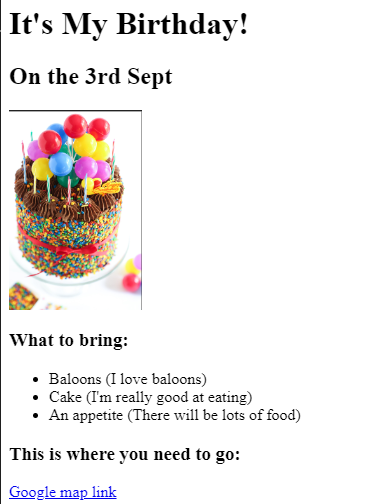 It's My Birthday!
On the 3rd Sept
What to bring:
Baloons (I love baloons)
Cake (I'm really good at eating)
An appetite (There will be lots of food)
This is where you need to go:
Google map link